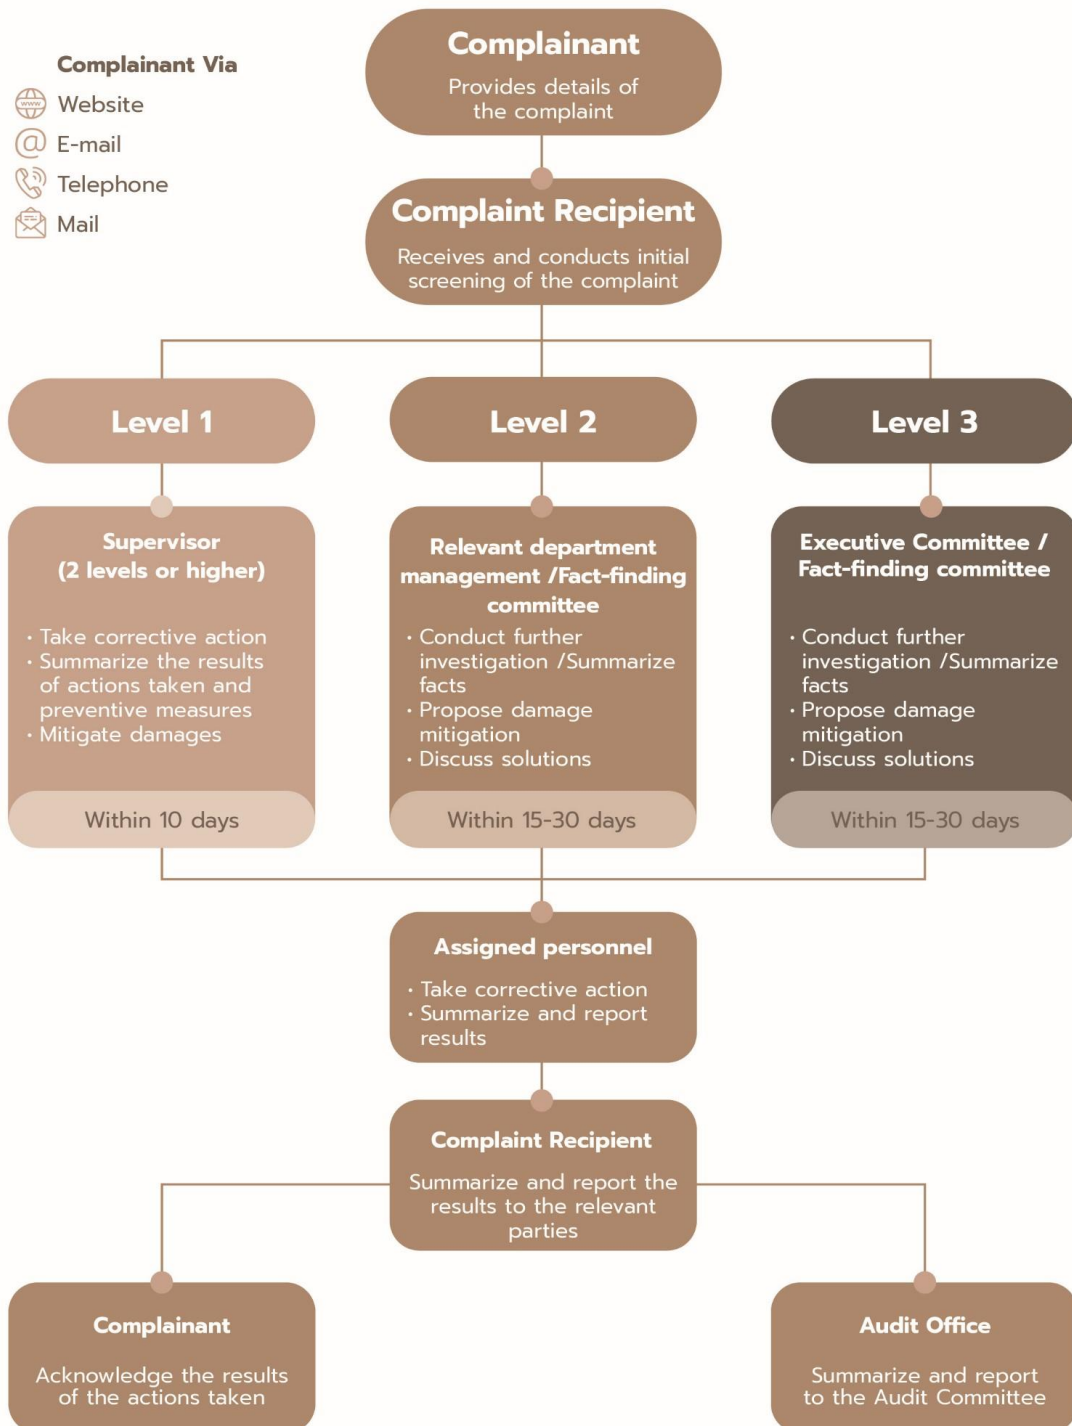 Complainant
Provides details of
the complaint
Complainant Via
www
Website
@
E-mail
Telephone
Mail
Complaint Recipient
Receives and conducts initial
screening of the complaint
Level 1
Level 2
Level 3
Supervisor
(2 levels or higher)
• Take corrective action
• Summarize the results
of actions taken and
preventive measures
• Mitigate damages
Within 10 days
Relevant department
management /Fact-finding
committee
• Conduct further
investigation /Summarize
facts
• Propose damage
mitigation
• Discuss solutions
Within 15-30 days
Executive Committee /
Fact-finding committee
• Conduct further
investigation /Summarize
facts
• Propose damage
mitigation
• Discuss solutions
Within 15-30 days
Assigned personnel
• Take corrective action
• Summarize and report
results
Complaint Recipient
Summarize and report the
results to the relevant
parties
Complainant
Acknowledge the results
of the actions taken
Audit Office
Summarize and report
to the Audit Committee